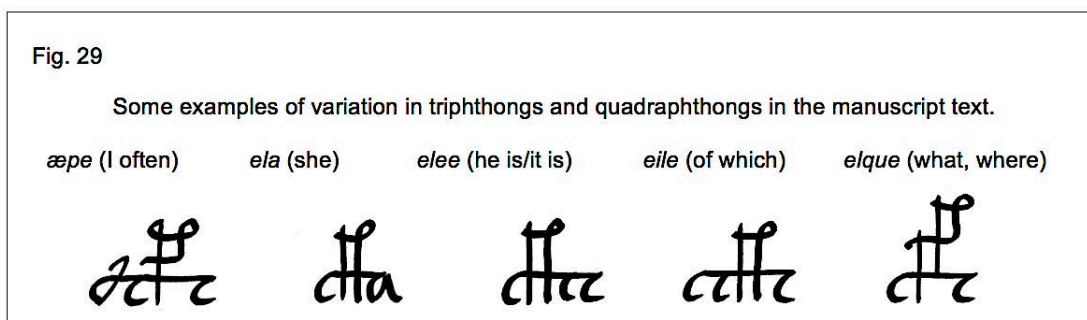 Fig. 29
Some examples of variation in triphthongs and quadraphthongs in the manuscript text.
æpe (I often) ela (she) elee (he is/it is) eile (of which) elque (what, where)